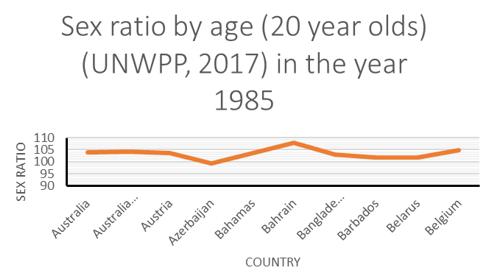 Sex ratio by age (20 year olds)
(UNWPP, 2017) in the year
1985
SEX RATIO
110
105
100
95
90
Australia
Australia...
Austria
Azerbaijan
Bahamas
Bahrain
Banglade...
Barbados
Belarus
Belgium
COUNTRY